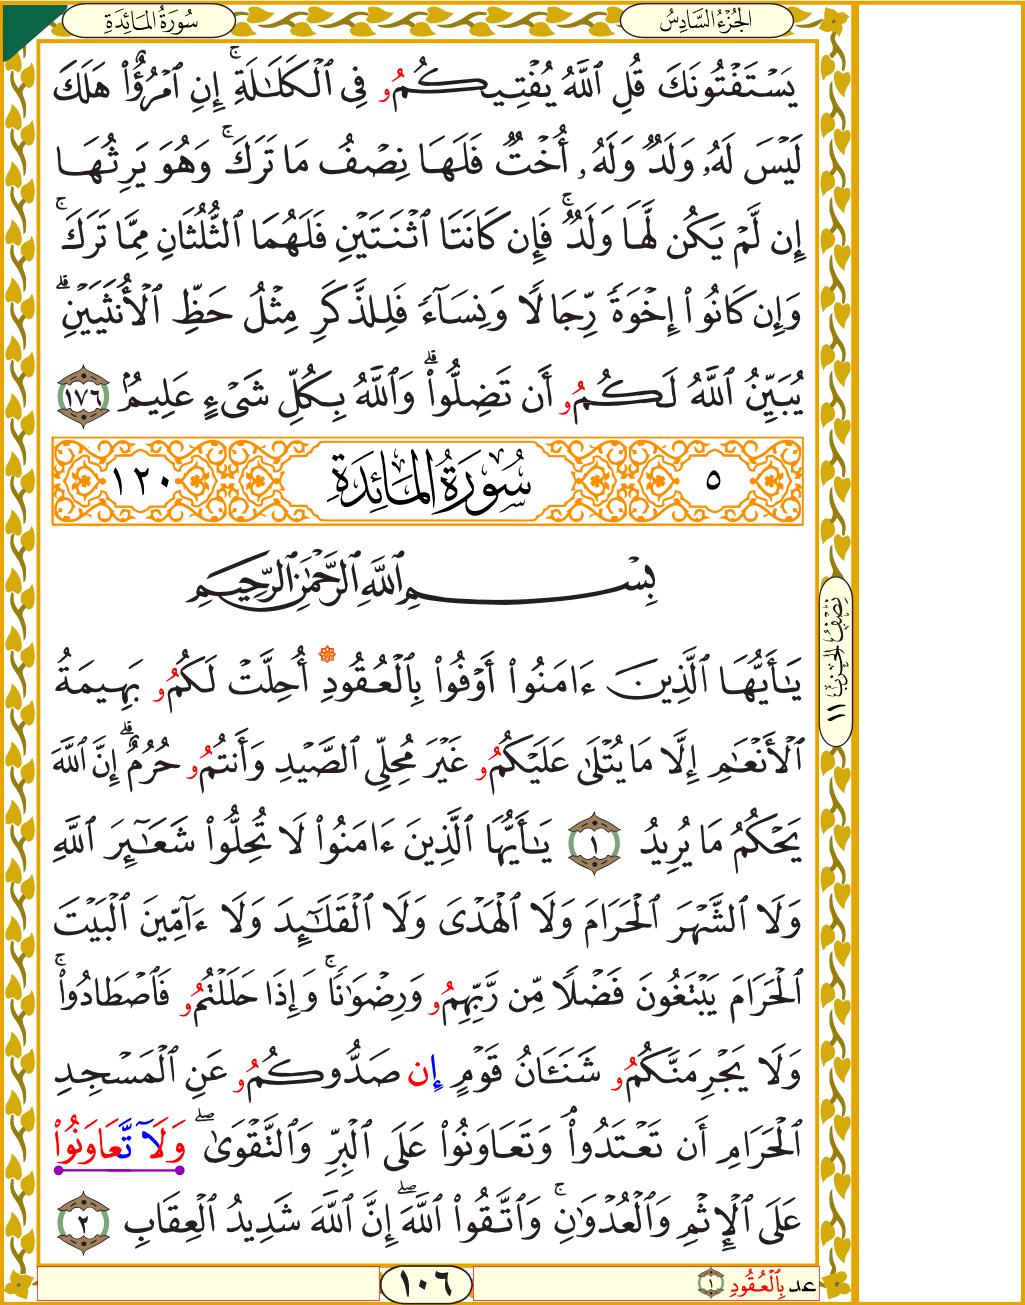 الجُزْءُ السَّادِسُ
سُورَةُ المَائِدَةِ
يَسۡتَفۡتُونَكَ قُلِ ٱللَّهُ يُفۡتِيكُمُۥ فِى ٱلۡكَلَٰلَةِۚ إِنِ ٱمۡرُؤٌاْ هَلَكَ
لَيۡسَ لَهُۥ وَلَدٞ وَلَهُۥ أُخۡتٞ فَلَهَا نِصۡفُ مَا تَرَكَۚ وَهُوَ يَرِثُهَا
إِن لَّمۡ يَكُن لَّهَا وَلَدٞۚ فَإِن كَانَتَا ٱثۡنَتَيۡنِ فَلَهُمَا ٱلثُّلُثَانِ مِمَّا تَرَكَۚ
وَإِن كَانُوٓاْ إِخۡوَةٗ رِّجَالٗا وَنِسَآءٗ فَلِلذَّكَرِ مِثۡلُ حَظِّ ٱلۡأُنثَيَيۡنِۗ
يُبَيِّنُ ٱللَّهُ لَكُمُۥ أَن تَضِلُّواْۗ وَٱللَّهُ بِكُلِّ شَىۡءٍ عَلِيمُۢ ١٧٦
٥ سُورَةُ المَائِدَةِ ١٢٠
بِسۡمِ ٱللَّهِ ٱلرَّحۡمَٰنِ ٱلرَّحِيمِ
يَٰٓأَيُّهَا ٱلَّذِينَ ءَامَنُوٓاْ أَوۡفُواْ بِٱلۡعُقُودِ أُحِلَّتۡ لَكُمُۥ بَهِيمَةُ
ٱلۡأَنۡعَٰمِ إِلَّا مَا يُتۡلَىٰ عَلَيۡكُمُۥ غَيۡرَ مُحِلِّى ٱلصَّيۡدِ وَأَنتُمُۥ حُرُمٌۗ إِنَّ ٱللَّهَ
يَحۡكُمُ مَا يُرِيدُ ١ يَٰٓأَيُّهَا ٱلَّذِينَ ءَامَنُواْ لَا تُحِلُّواْ شَعَٰٓئِرَ ٱللَّهِ
وَلَا ٱلشَّهۡرَ ٱلۡحَرَامَ وَلَا ٱلۡهَدۡىَ وَلَا ٱلۡقَلَٰٓئِدَ وَلَآ ءَآمِّينَ ٱلۡبَيۡتَ
ٱلۡحَرَامَ يَبۡتَغُونَ فَضۡلٗا مِّن رَّبِّهِمُۥ وَرِضۡوَٰنٗاۚ وَإِذَا حَلَلۡتُمُۥ فَٱصۡطَادُواْۚ
وَلَا يَجۡرِمَنَّكُمُۥ شَنَـَٔانُ قَوۡمٍ إِن صَدُّوكُمُۥ عَنِ ٱلۡمَسۡجِدِ
ٱلۡحَرَامِ أَن تَعۡتَدُواْ وَتَعَاوَنُواْ عَلَى ٱلۡبِرِّ وَٱلتَّقۡوَىٰۖ وَلَآ تَّعَاوَنُواْ
عَلَى ٱلۡإِثۡمِ وَٱلۡعُدۡوَٰنِۚ وَٱتَّقُواْ ٱللَّهَۖ إِنَّ ٱللَّهَ شَدِيدُ ٱلۡعِقَابِ ٢
نِصْفُ الحِزْب ١١
عد بِٱلۡعُقُودِ ١
١٠٦